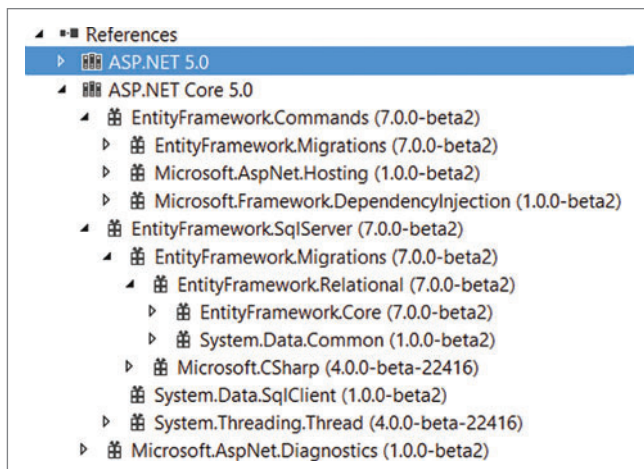 References
ASP.NET 5.0
ASP.NET Core 5.0
EntityFramework.Commands (7.0.0-beta2)
EntityFramework.Migrations (7.0.0-beta2)
Microsoft.AspNet.Hosting (1.0.0-beta2)
Microsoft.Framework.DependencyInjection (1.0.0-beta2)
EntityFramework.SqlServer (7.0.0-beta2)
EntityFramework.Migrations (7.0.0-beta2)
EntityFramework.Relational (7.0.0-beta2)
EntityFramework.Core (7.0.0-beta2)
System.Data.Common (1.0.0-beta2)
Microsoft.CSharp (4.0.0-beta-22416)
System.Data.SqlClient (1.0.0-beta2)
System.Threading.Thread (4.0.0-beta-22416)
Microsoft.AspNet.Diagnostics (1.0.0-beta2)